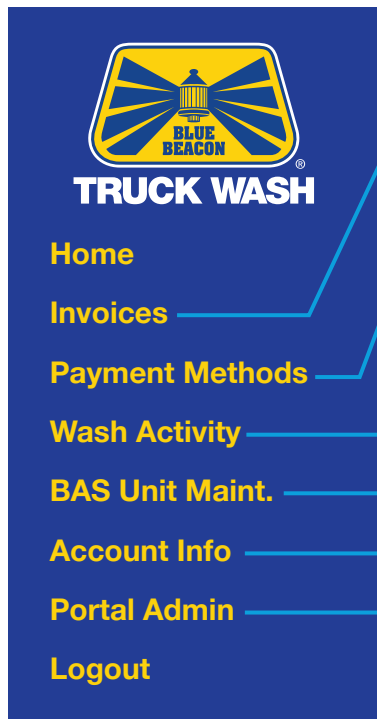 BLUE
BEACON
®
TRUCK WASH
Home
Invoices
Payment Methods
Wash Activity
BAS Unit Maint.
Account Info
Portal Admin
Logout